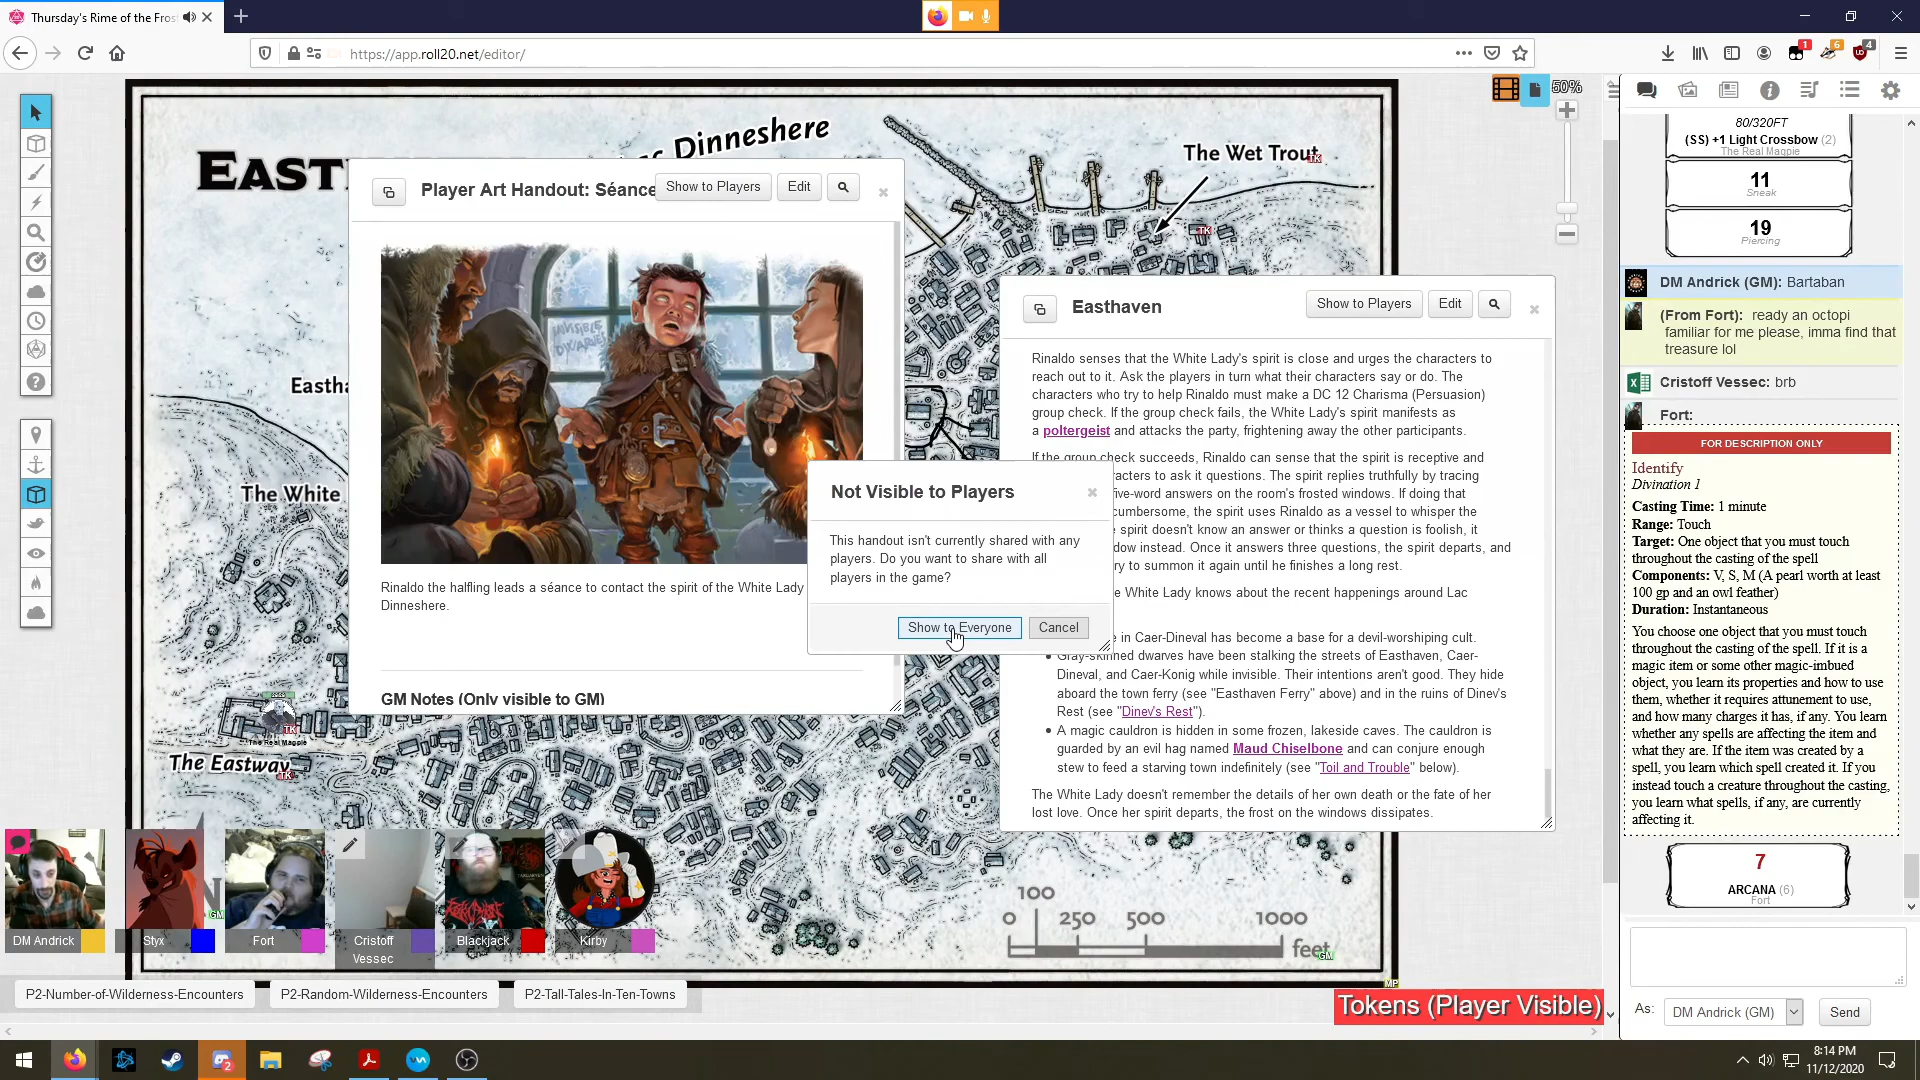 Thursday's Rime of the Fros
https://app.roll20.net/editor/
1
6
4
50%
EAST
ac Dinneshere
The Wet Trout
TK
TK
Eastha
The White
TK
The Real Magpie
The Eastway
TK
Player Art Handout: Séance
Show to Players
Edit
INVISIBLE
DWARVES
Rinaldo the halfling leads a séance to contact the spirit of the White Lady
Dinneshere.
GM Notes (Only visible to GM)
Easthaven
Show to Players
Edit
Rinaldo senses that the White Lady's spirit is close and urges the characters to
reach out to it. Ask the players in turn what their characters say or do. The
characters who try to help Rinaldo must make a DC 12 Charisma (Persuasion)
group check. If the group check fails, the White Lady's spirit manifests as
a poltergeist and attacks the party, frightening away the other participants.
If the group check succeeds, Rinaldo can sense that the spirit is receptive and
racters to ask it questions. The spirit replies truthfully by tracing
five-word answers on the room's frosted windows. If doing that
cumbersome, the spirit uses Rinaldo as a vessel to whisper the
e spirit doesn't know an answer or thinks a question is foolish, it
dow instead. Once it answers three questions, the spirit departs, and
ry to summon it again until he finishes a long rest.
e White Lady knows about the recent happenings around Lac
e in Caer-Dineval has become a base for a devil-worshiping cult.
• Gray-skinned dwarves have been stalking the streets of Easthaven, Caer-
Dineval, and Caer-Konig while invisible. Their intentions aren't good. They hide
aboard the town ferry (see "Easthaven Ferry" above) and in the ruins of Dinev's
Rest (see "Dinev's Rest").
• A magic cauldron is hidden in some frozen, lakeside caves. The cauldron is
guarded by an evil hag named Maud Chiselbone and can conjure enough
stew to feed a starving town indefinitely (see "Toil and Trouble" below).
The White Lady doesn't remember the details of her own death or the fate of her
lost love. Once her spirit departs, the frost on the windows dissipates.
Not Visible to Players
This handout isn't currently shared with any
players. Do you want to share with all
players in the game?
Show to Everyone
Cancel
80/320FT
(SS) +1 Light Crossbow (2)
The Real Magpie
11
Sneak
19
Piercing
DM Andrick (GM): Bartaban
(From Fort): ready an octopi
familiar for me please, imma find that
treasure lol
Cristoff Vessec: brb
Fort:
FOR DESCRIPTION ONLY
Identify
Divination 1
Casting Time: 1 minute
Range: Touch
Target: One object that you must touch
throughout the casting of the spell
Components: V, S, M (A pearl worth at least
100 gp and an owl feather)
Duration: Instantaneous
You choose one object that you must touch
throughout the casting of the spell. If it is a
magic item or some other magic-imbued
object, you learn its properties and how to use
them, whether it requires attunement to use,
and how many charges it has, if any. You learn
whether any spells are affecting the item and
what they are. If the item was created by a
spell, you learn which spell created it. If you
instead touch a creature throughout the casting,
you learn what spells, if any, are currently
affecting it.
7
ARCANA (6)
Fort
As:
DM Andrick (GM)
Send
DM Andrick
Styx
Fort
Cristoff
Vessec
Blackjack
Kirby
N
GM
0
100
250
500
1000
feet
GM
MP
P2-Number-of-Wilderness-Encounters
P2-Random-Wilderness-Encounters
P2-Tall-Tales-In-Ten-Towns
Tokens (Player Visible)
2
8:14 PM
11/12/2020